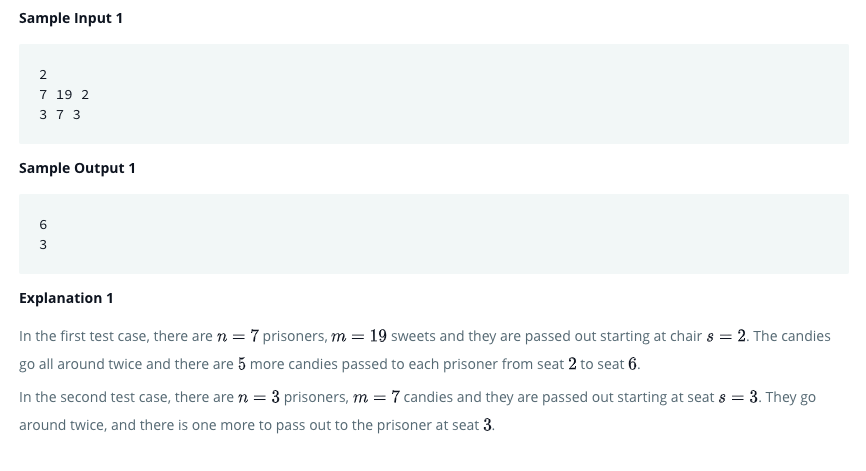 Sample Input 1
2
7 19 2
3 7 3
Sample Output 1
6
3
Explanation 1
In the first test case, there are n = 7 prisoners, m = 19 sweets and they are passed out starting at chair s = 2. The candies
go all around twice and there are 5 more candies passed to each prisoner from seat 2 to seat 6.
In the second test case, there are n = 3 prisoners, m = 7 candies and they are passed out starting at seat s = 3. They go
around twice, and there is one more to pass out to the prisoner at seat 3.